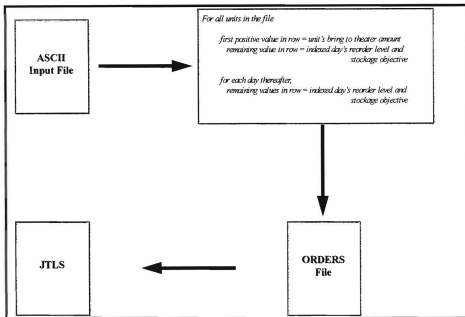 ASCII
Input File
For all units in the file
first positive value in row = unit's bring to theater amount
remaining value in row = indexed day's reorder level and
stockage objective
for each day thereafter,
remaining values in row = indexed day's reorder level and
stockage objective
JTLS
ORDERS
File